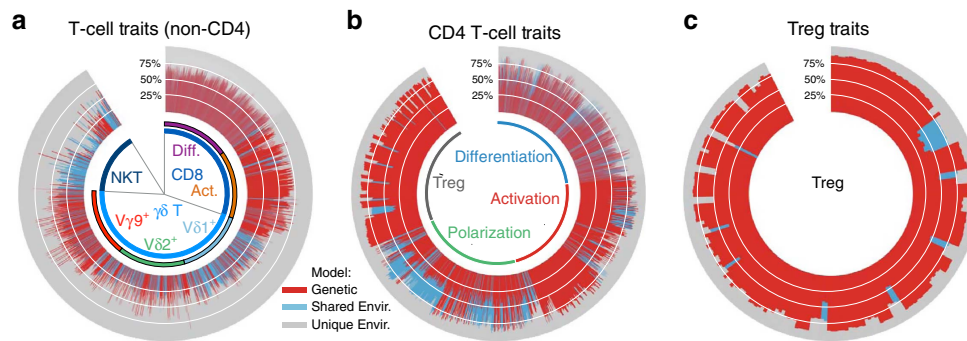 a
T-cell traits (non-CD4)
75%
50%
25%
Diff.
CD8
Act.
NKT
γδ T
Vγ9+
Vδ1+
Vδ2+
b
CD4 T-cell traits
75%
50%
25%
Differentiation
Treg
Activation
Polarization
Model:
Genetic
Shared Envir.
Unique Envir.
c
Treg traits
75%
50%
25%
Treg